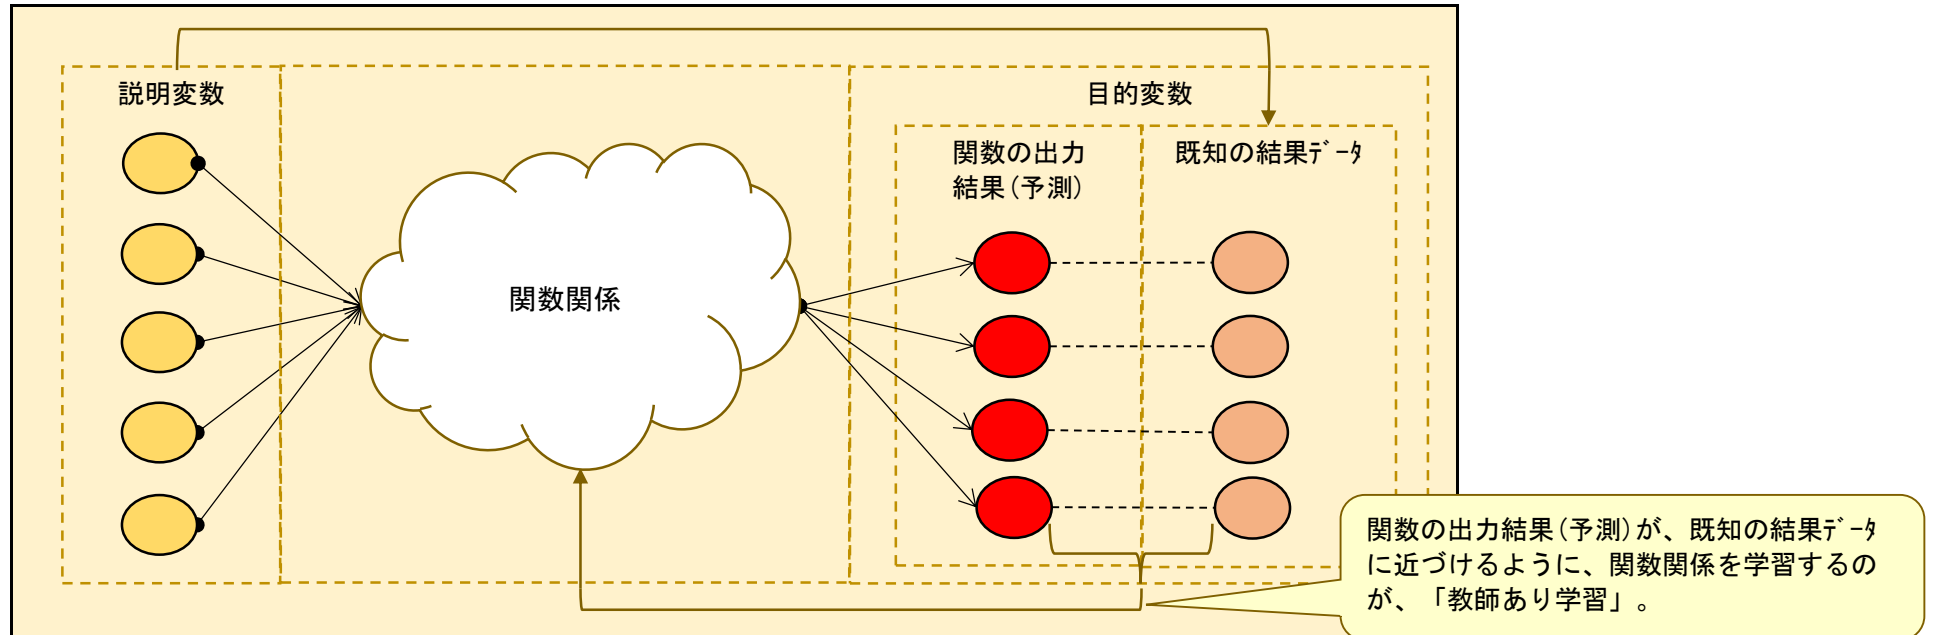 説明変数
目的変数
関数の出力
結果(予測)
既知の結果ﾃﾞｰﾀ
関数関係
関数の出力結果(予測)が、既知の結果ﾃﾞｰﾀ
に近づけるように、関数関係を学習するの
が、「教師あり学習」。